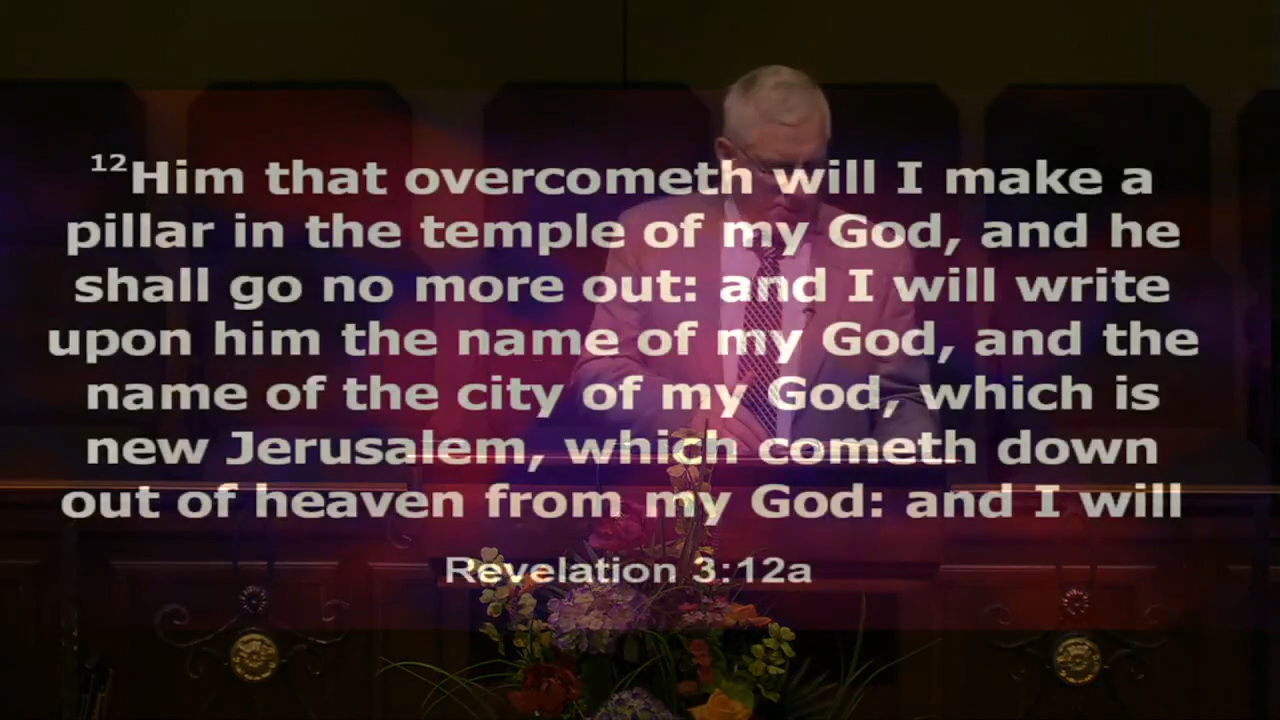 12Him that overcometh will I make a
pillar in the temple of my God, and he
shall go no more out: and I will write
upon him the name of my God, and the
name of the city of my God, which is
new Jerusalem, which cometh down
out of heaven from my God: and I will
Revelation 3:12a